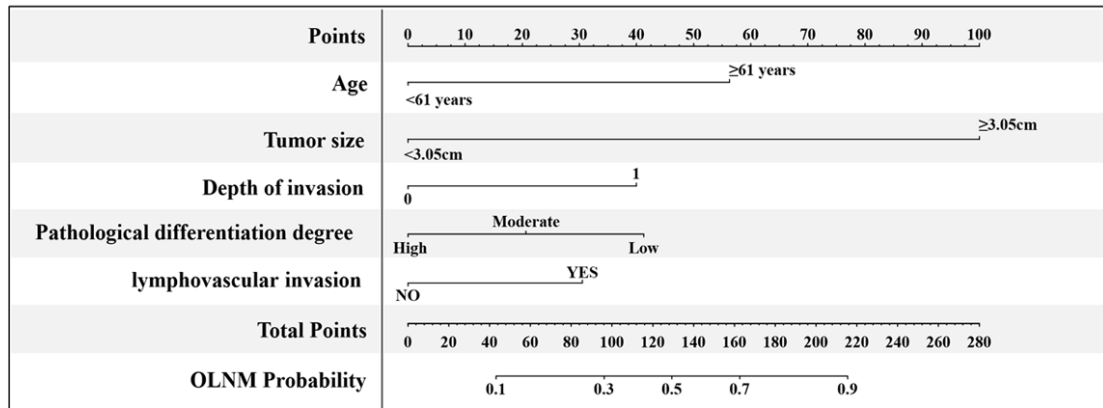 Points 0 10 20 30 40 50 60 70 80 90 100
≥61 years
Age
<61 years
≥3.05cm
Tumor size
<3.05cm
1
Depth of invasion
0
Moderate
Pathological differentiation degree
High Low
YES
lymphovascular invasion
NO
Total Points
0 20 40 60 80 100 120 140 160 180 200 220 240 260 280
OLNM Probability
0.1 0.3 0.5 0.7 0.9